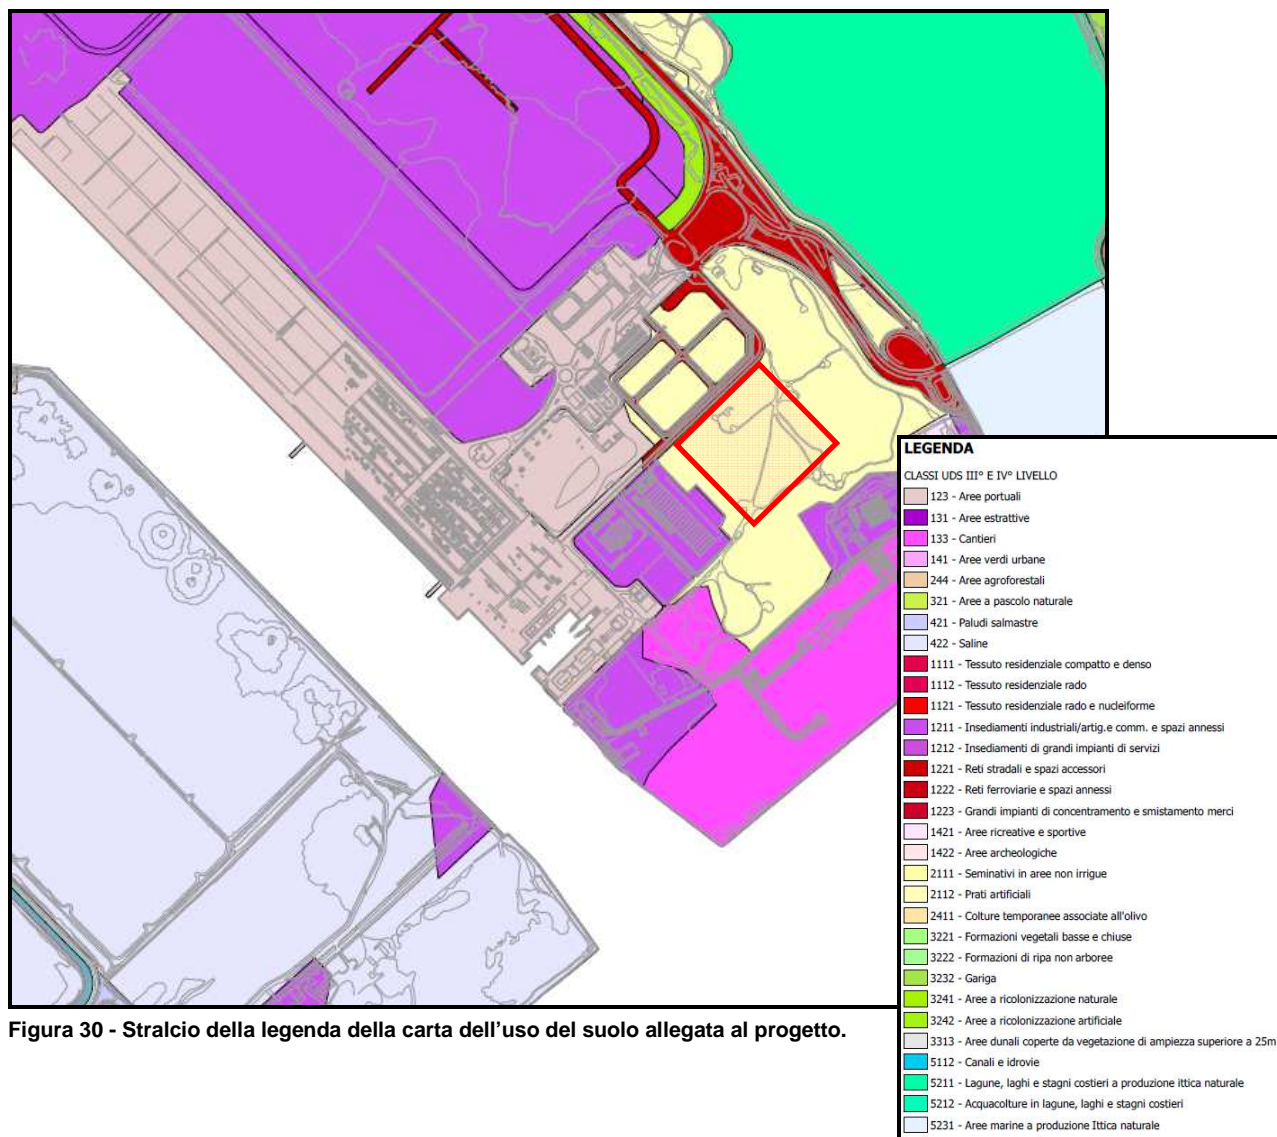 LEGENDA
CLASSI UDS III° E IV° LIVELLO
123 - Aree portuali
131 - Aree estrattive
133 - Cantieri
141 - Aree verdi urbane
244 - Aree agroforestali
321 - Aree a pascolo naturale
421 - Paludi salmastre
422 - Saline
1111 - Tessuto residenziale compatto e denso
1112 - Tessuto residenziale rado
1121 - Tessuto residenziale rado e nucleiforme
1211 - Insediamenti industriali/artig.e comm. e spazi annessi
1212 - Insediamenti di grandi impianti di servizi
1221 - Reti stradali e spazi accessori
1222 - Reti ferroviarie e spazi annessi
1223 - Grandi impianti di concentramento e smistamento merci
1421 - Aree ricreative e sportive
1422 - Aree archeologiche
2111 - Seminativi in aree non irrigue
2112 - Prati artificiali
2411 - Colture temporanee associate all'olivo
3221 - Formazioni vegetali basse e chiuse
3222 - Formazioni di ripa non arboree
3232 - Gariga
3241 - Aree a ricolonizzazione naturale
3242 - Aree a ricolonizzazione artificiale
3313 - Aree dunali coperte da vegetazione di ampiezza superiore a 25m
5112 - Canali e idrovie
5211 - Lagune, laghi e stagni costieri a produzione ittica naturale
5212 - Acquacolture in lagune, laghi e stagni costieri
5231 - Aree marine a produzione Ittica naturale
Figura 30 - Stralcio della legenda della carta dell'uso del suolo allegata al progetto.